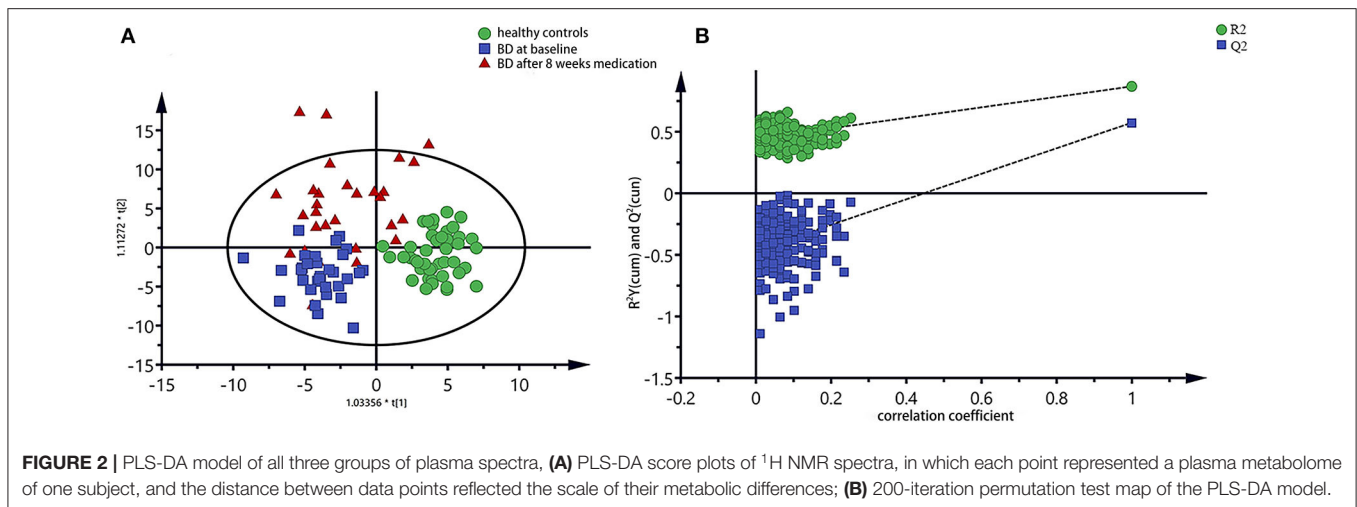 A
healthy controls
BD at baseline
BD after 8 weeks medication
15
10
5
0
-5
-10
-15
1.11272 * t[2]
-15
-10
-5
0
5
10
1.03356 * t[1]
B
R2
Q2
0.5
0
-0.5
-1
-1.5
R²Y(cum) and Q²(cun)
-0.2
0
0.2
0.4
0.6
0.8
1
correlation coefficient
FIGURE 2 | PLS-DA model of all three groups of plasma spectra, (A) PLS-DA score plots of ¹H NMR spectra, in which each point represented a plasma metabolome
of one subject, and the distance between data points reflected the scale of their metabolic differences; (B) 200-iteration permutation test map of the PLS-DA model.